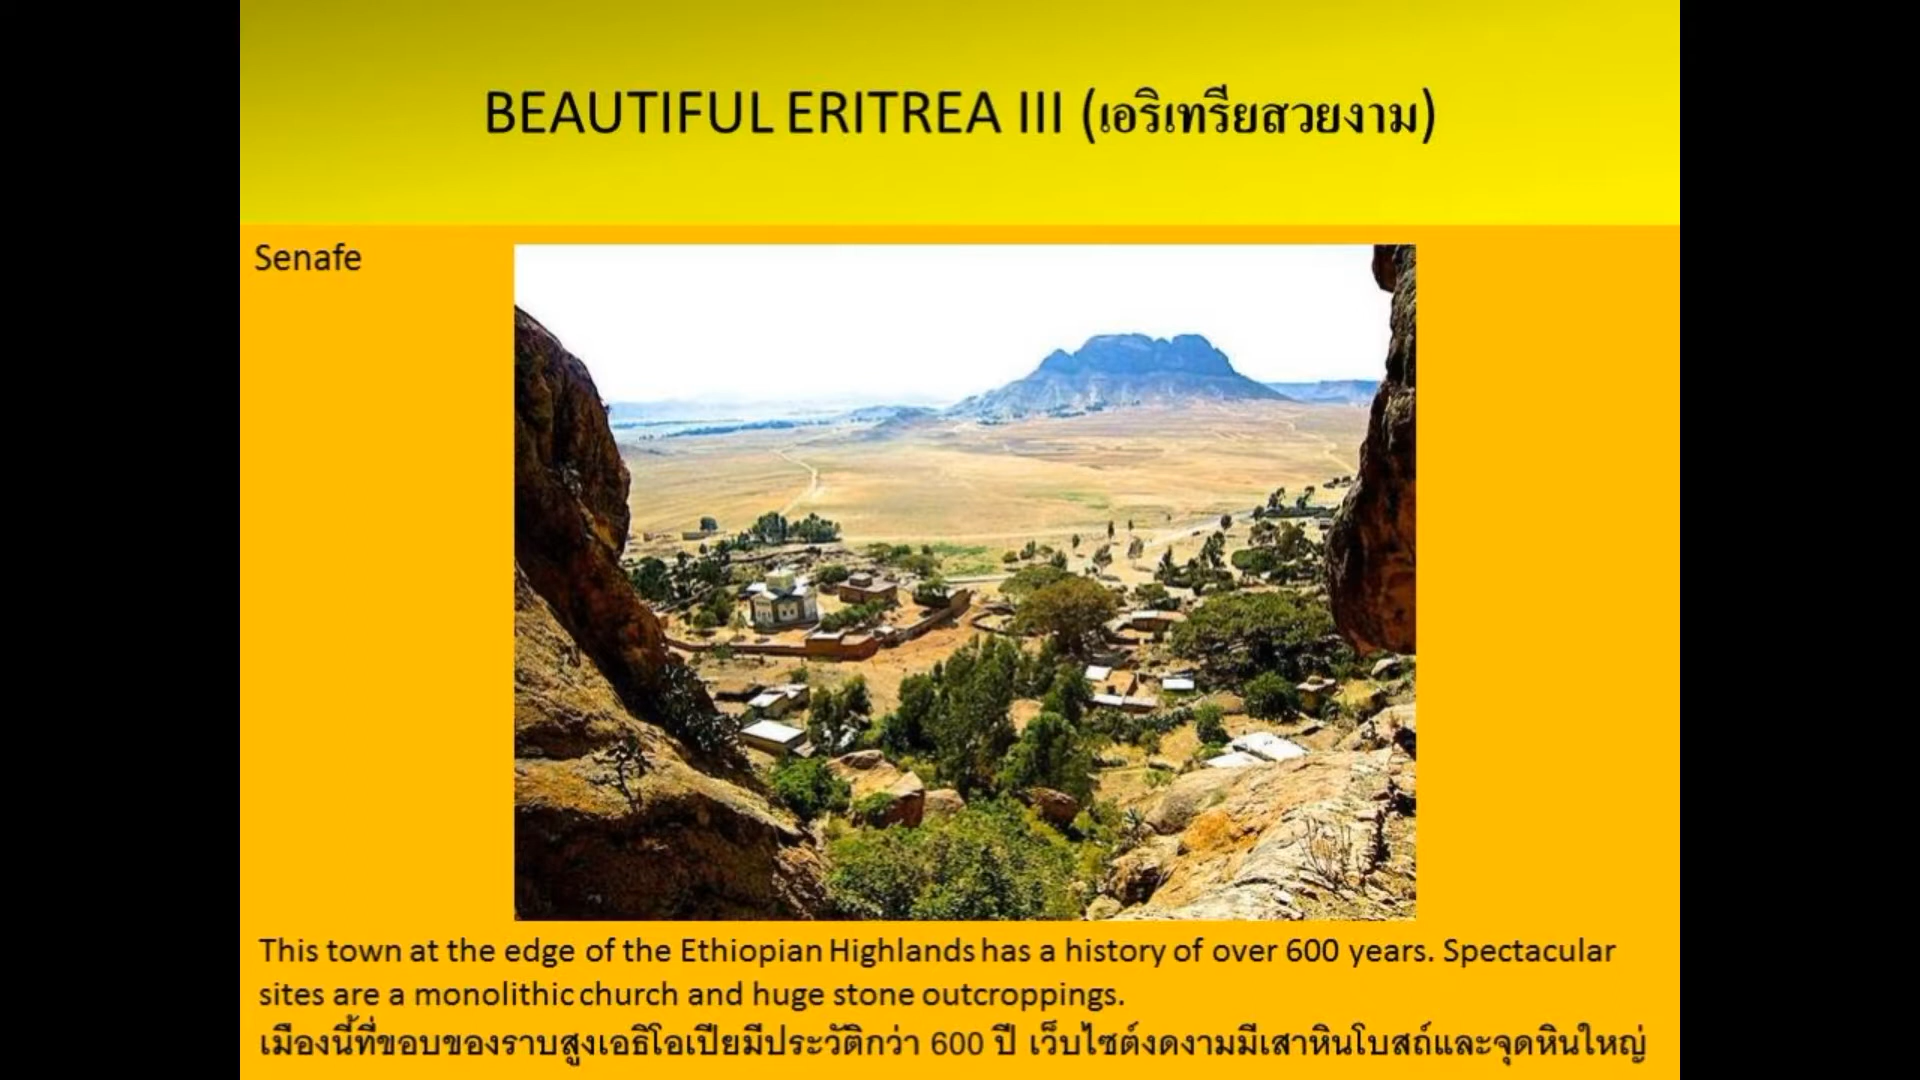 BEAUTIFUL ERITREA III (เอริเทรียสวยงาม)
Senafe
This town at the edge of the Ethiopian Highlands has a history of over 600 years. Spectacular
sites are a monolithic church and huge stone outcroppings.
เมืองนี้ที่ขอบของราบสูงเอธิโอเปียมีประวัติกว่า 600 ปี เว็บไซต์งดงามมีเสาหินโบสถ์และจุดหินใหญ่